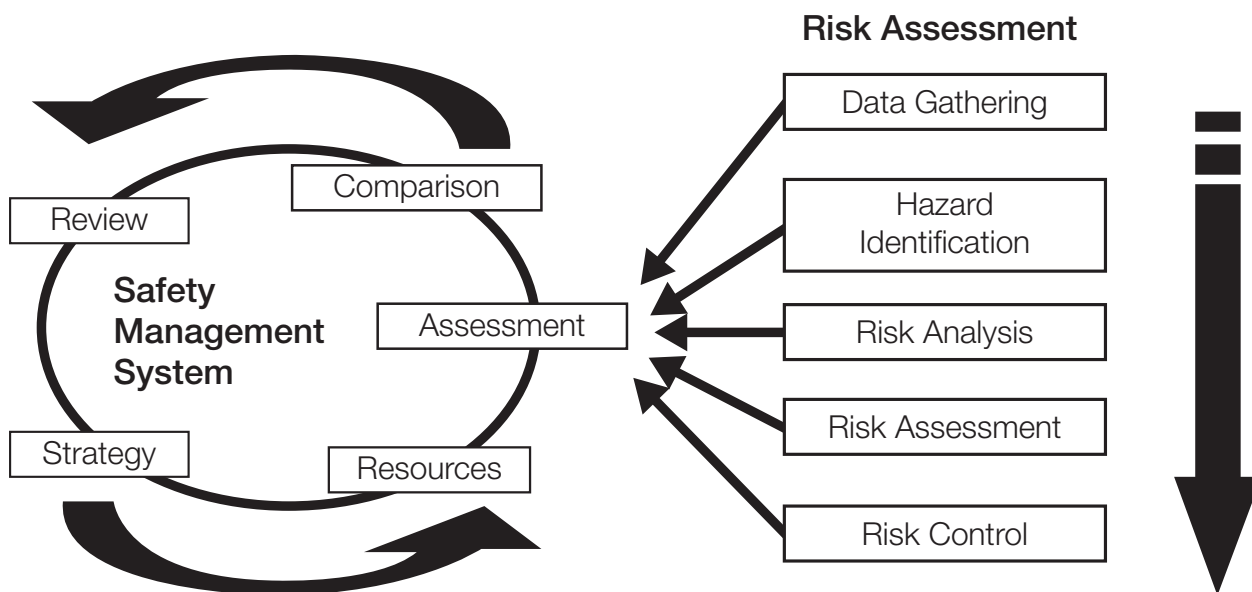 Risk Assessment
Data Gathering
Comparison
Hazard
Identification
Review
Safety
Management
System
Assessment
Risk Analysis
Risk Assessment
Strategy
Resources
Risk Control